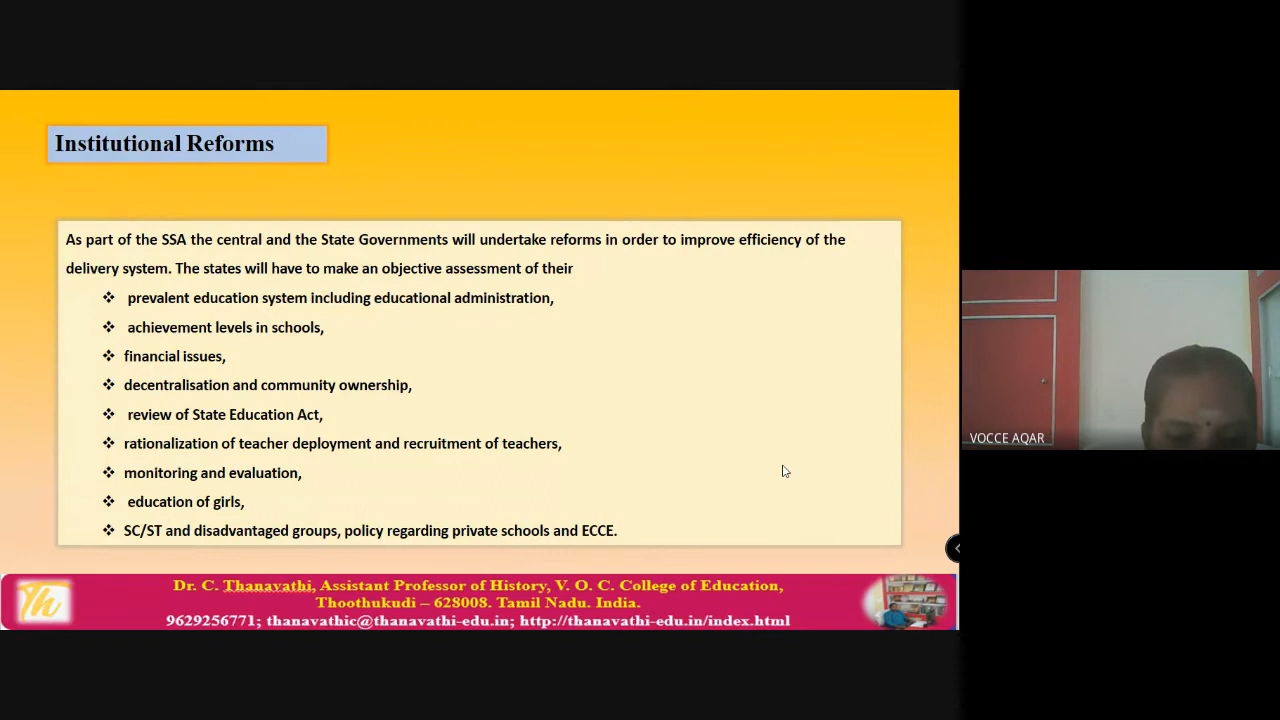 Institutional Reforms
As part of the SSA the central and the State Governments will undertake reforms in order to improve efficiency of the
delivery system. The states will have to make an objective assessment of their
❖ prevalent education system including educational administration,
❖ achievement levels in schools,
❖ financial issues,
❖ decentralisation and community ownership,
❖ review of State Education Act,
❖ rationalization of teacher deployment and recruitment of teachers,
❖ monitoring and evaluation,
❖ education of girls,
❖ SC/ST and disadvantaged groups, policy regarding private schools and ECCE.
Th
Dr. C. Thanavathi, Assistant Professor of History, V. O. C. College of Education,
Thoothukudi – 628008. Tamil Nadu. India.
9629256771; thanavathic@thanavathi-edu.in; http://thanavathi-edu.in/index.html
VOCCE AQAR